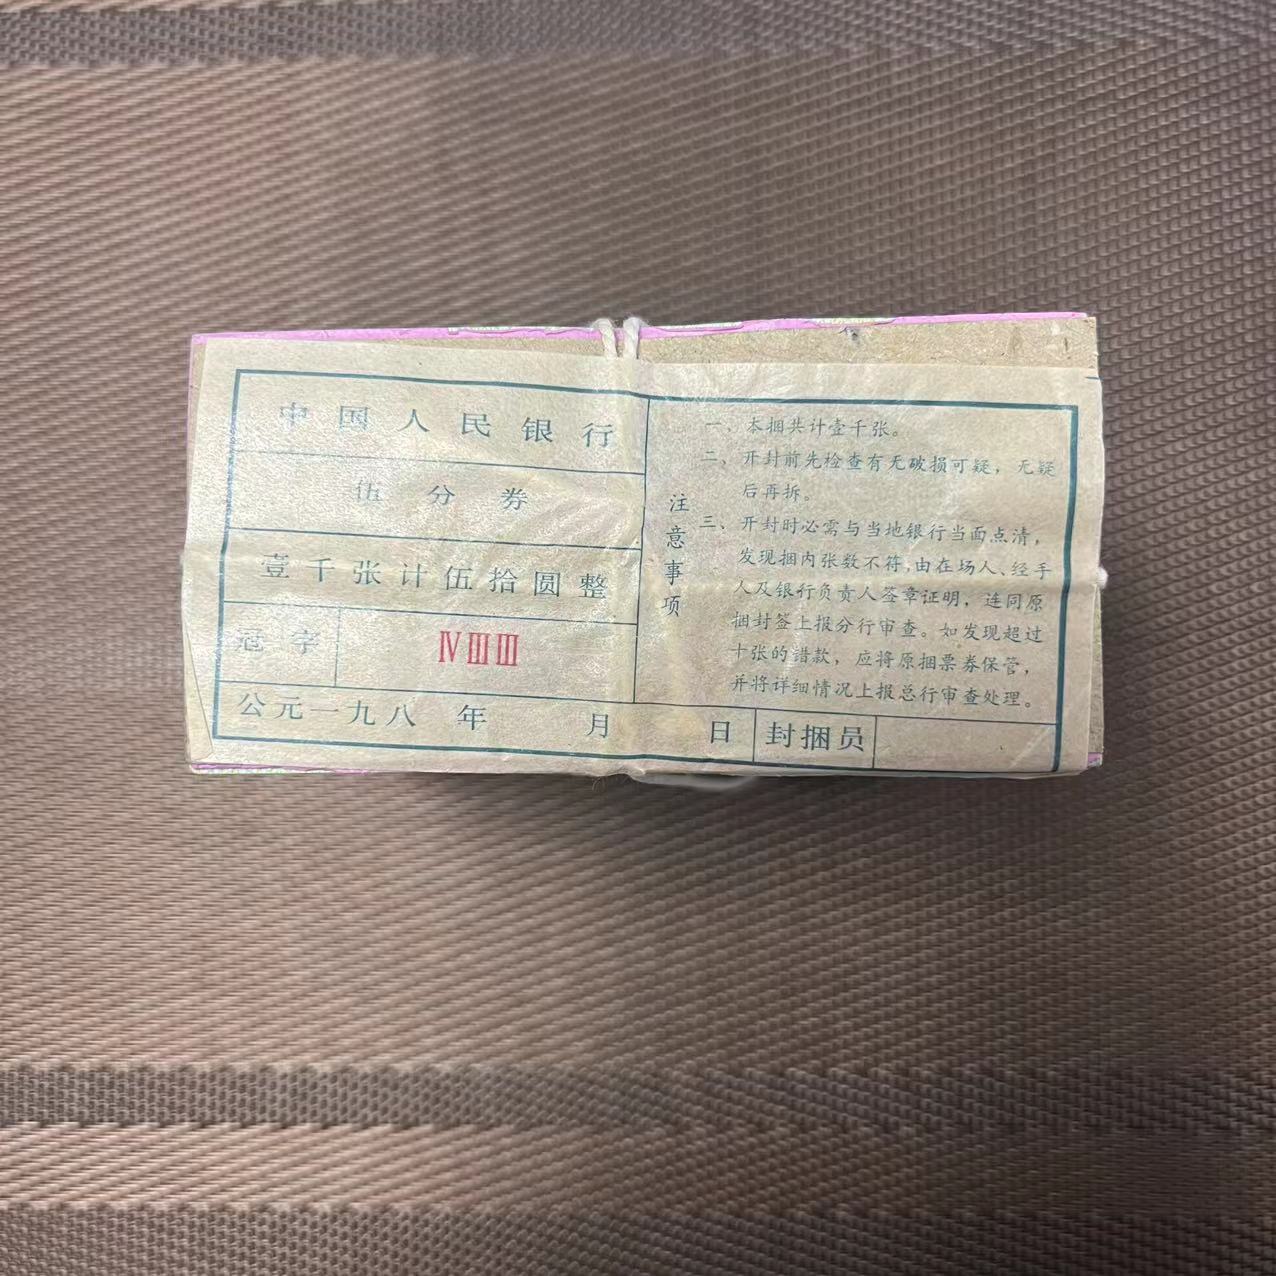 中国人民银行
伍分券
壹千张计伍拾圆整
冠字 ⅣⅢⅢ
公元一九八 年 月 日 封捆员
注意事项
一、本捆共计壹千张。
二、开封前先检查有无破损可疑，无疑
后再拆。
三、开封时必需与当地银行当面点清，
发现捆内张数不符，由在场人、经手
人及银行负责人签章证明，连同原
捆封签上报分行审查。如发现超过
十张的错款，应将原捆票券保管，
并将详细情况上报总行审查处理。